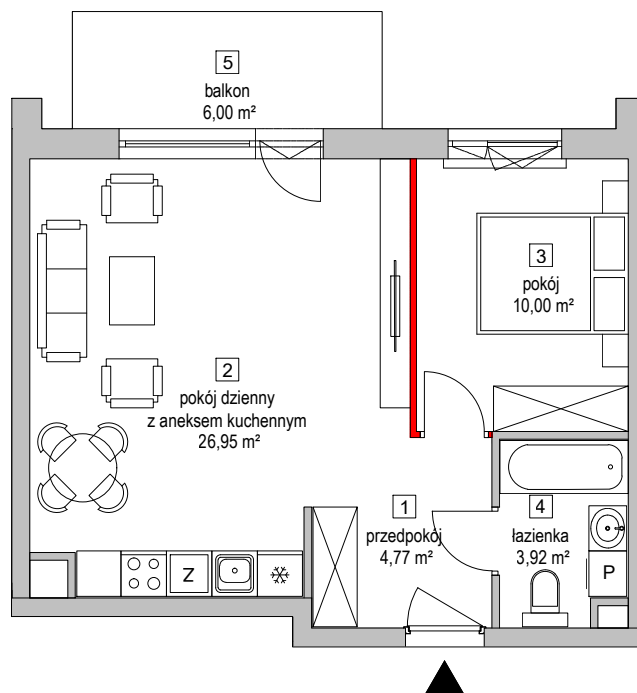 5
balkon
6,00 m²
3
pokój
10,00 m²
2
pokój dzienny
z aneksem kuchennym
26,95 m²
1
przedpokój
4,77 m²
4
łazienka
3,92 m²
Z
P